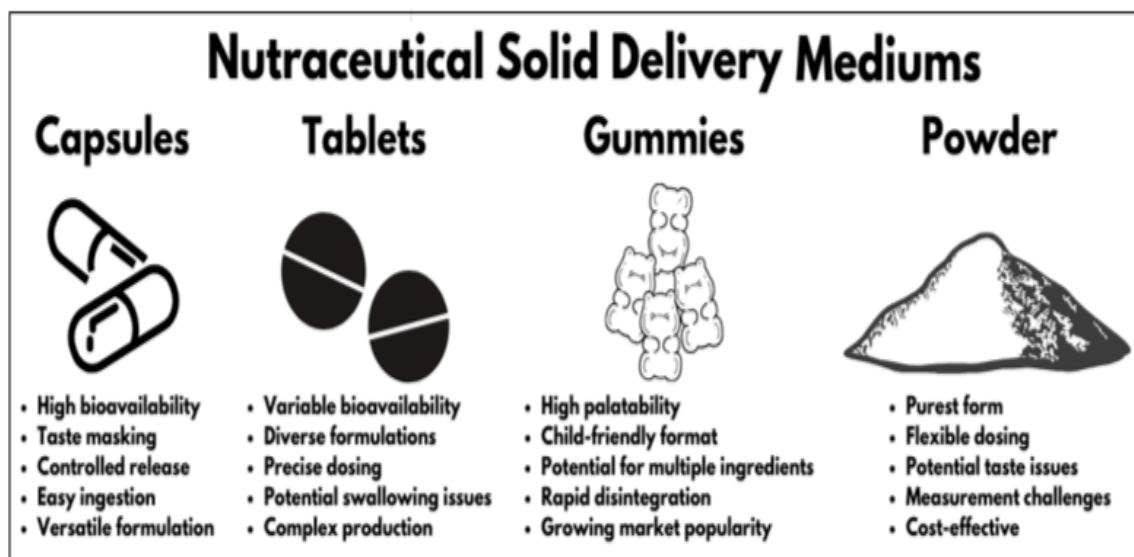 Nutraceutical Solid Delivery Mediums
Capsules
• High bioavailability
• Taste masking
• Controlled release
• Easy ingestion
• Versatile formulation
Tablets
• Variable bioavailability
• Diverse formulations
• Precise dosing
• Potential swallowing issues
• Complex production
Gummies
• High palatability
• Child-friendly format
• Potential for multiple ingredients
• Rapid disintegration
• Growing market popularity
Powder
• Purest form
• Flexible dosing
• Potential taste issues
• Measurement challenges
• Cost-effective